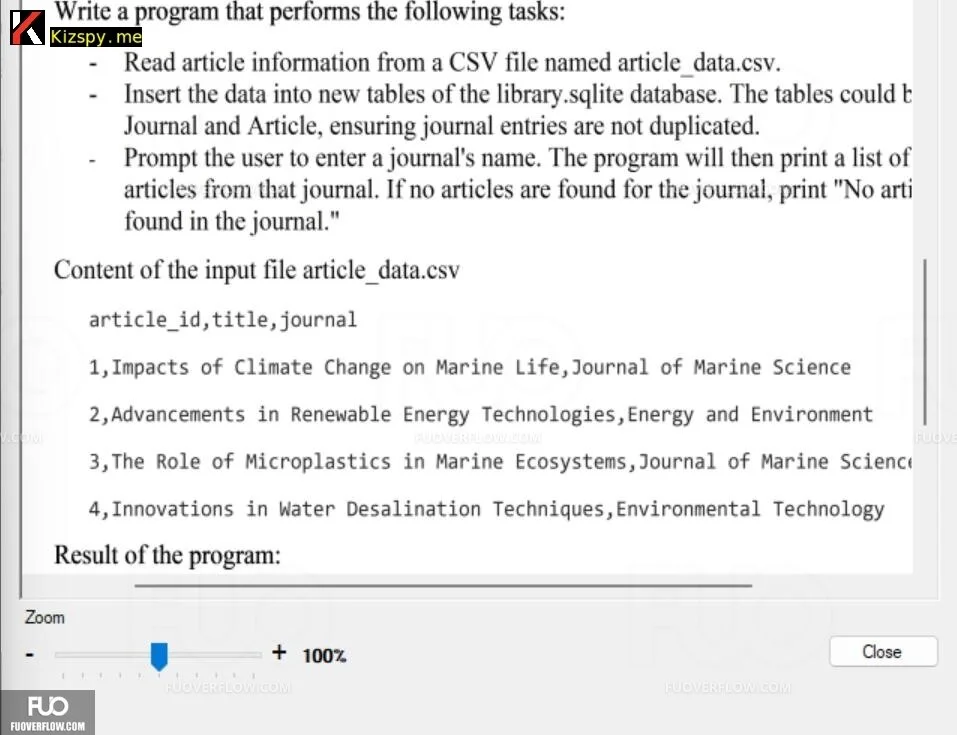 Write a program that performs the following tasks:
Kizspy.me
- Read article information from a CSV file named article_data.csv.
- Insert the data into new tables of the library.sqlite database. The tables could b
Journal and Article, ensuring journal entries are not duplicated.
- Prompt the user to enter a journal's name. The program will then print a list of
articles from that journal. If no articles are found for the journal, print "No arti
found in the journal."
Content of the input file article_data.csv
article_id,title,journal
1,Impacts of Climate Change on Marine Life,Journal of Marine Science
2,Advancements in Renewable Energy Technologies,Energy and Environment
FUOVERFLOW.COM
3,The Role of Microplastics in Marine Ecosystems,Journal of Marine Science
4,Innovations in Water Desalination Techniques,Environmental Technology
Result of the program:
Zoom
- + 100%
Close
FUOVERFLOW.COM FUOVERFLOW.COM
FUO
FUOVERFLOW.COM